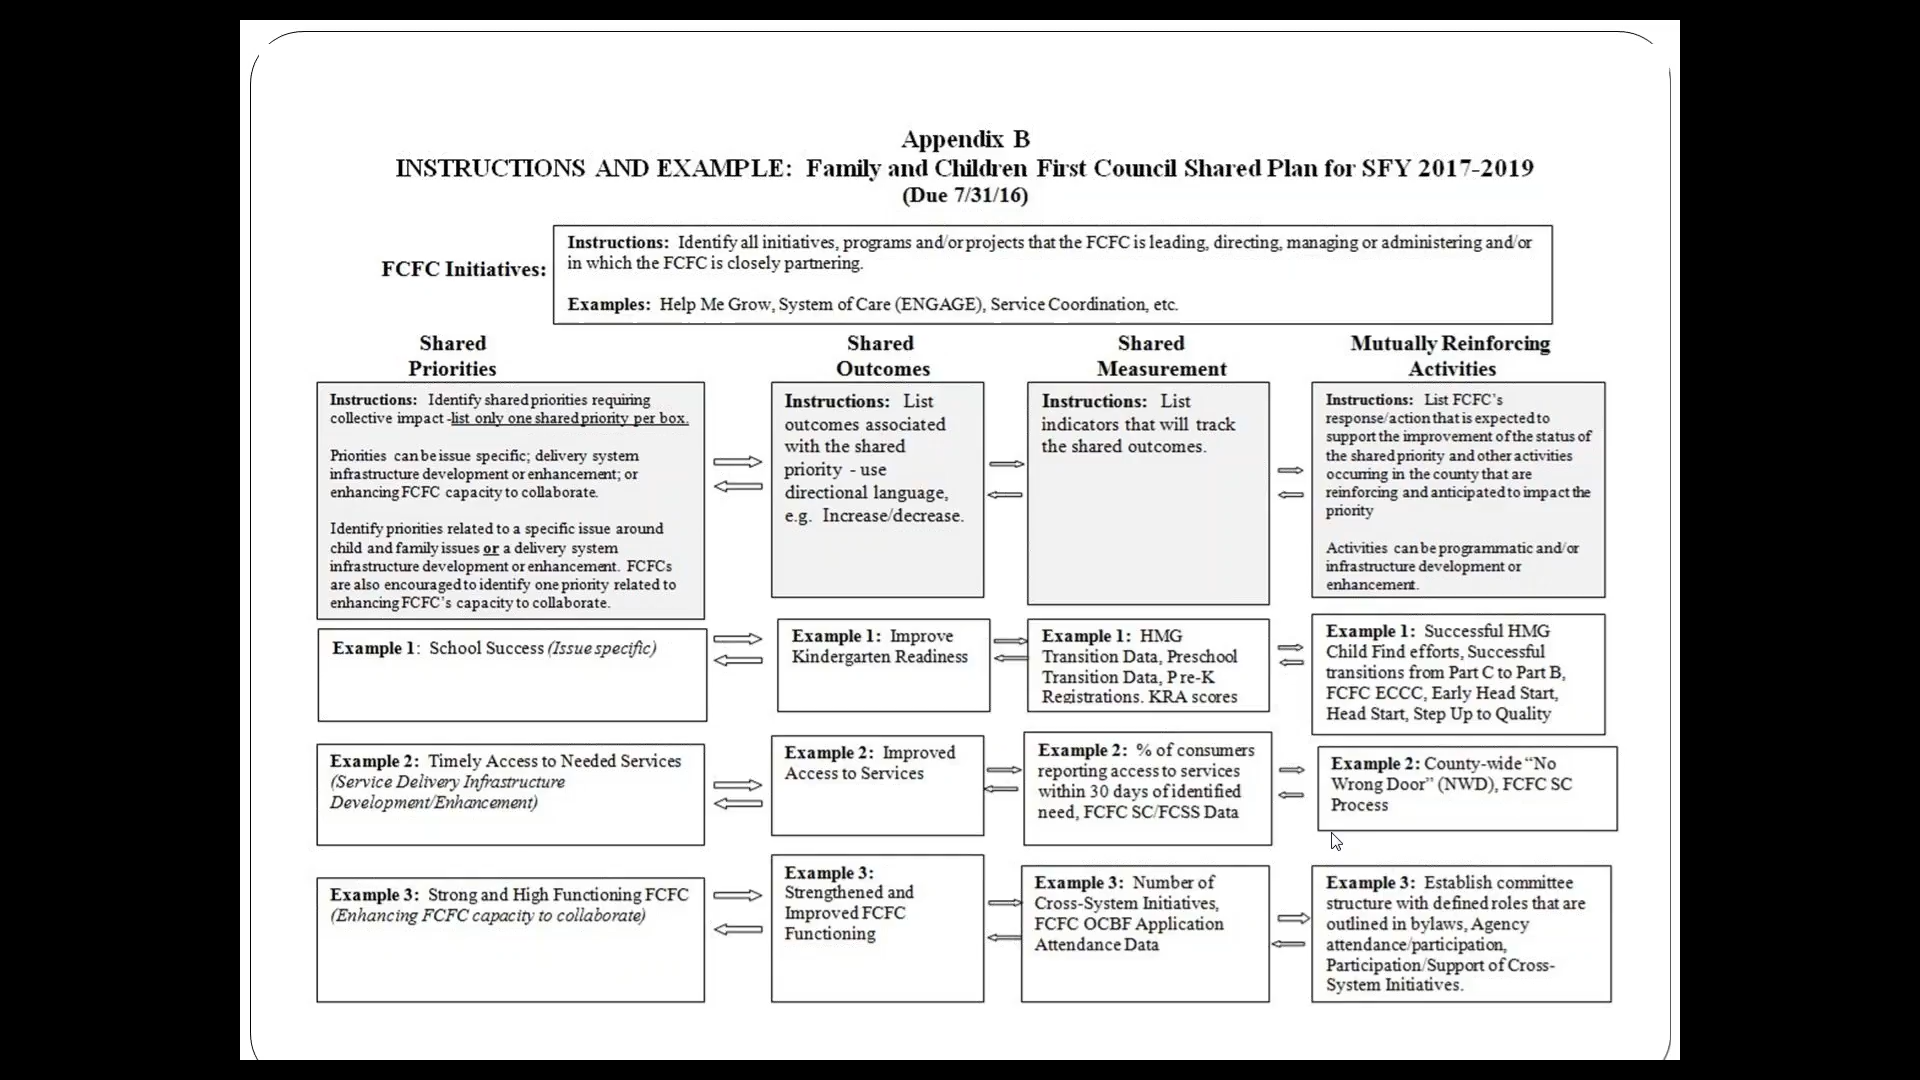 Appendix B
INSTRUCTIONS AND EXAMPLE: Family and Children First Council Shared Plan for SFY 2017-2019
(Due 7/31/16)
FCFC Initiatives:
Instructions: Identify all initiatives, programs and/or projects that the FCFC is leading, directing, managing or administering and/or
in which the FCFC is closely partnering.
Examples: Help Me Grow, System of Care (ENGAGE), Service Coordination, etc.
Shared
Priorities
Shared
Outcomes
Shared
Measurement
Mutually Reinforcing
Activities
Instructions: Identify shared priorities requiring
collective impact -list only one shared priority per box.
Priorities can be issue specific; delivery system
infrastructure development or enhancement; or
enhancing FCFC capacity to collaborate.
Identify priorities related to a specific issue around
child and family issues or a delivery system
infrastructure development or enhancement. FCFCs
are also encouraged to identify one priority related to
enhancing FCFC's capacity to collaborate.
Instructions: List
outcomes associated
with the shared
priority - use
directional language,
e.g. Increase/decrease.
Instructions: List
indicators that will track
the shared outcomes.
Instructions: List FCFC's
response/action that is expected to
support the improvement of the status of
the shared priority and other activities
occurring in the county that are
reinforcing and anticipated to impact the
priority
Activities can be programmatic and/or
infrastructure development or
enhancement.
Example 1: School Success (Issue specific)
Example 1: Improve
Kindergarten Readiness
Example 1: HMG
Transition Data, Preschool
Transition Data, Pre-K
Registrations. KRA scores
Example 1: Successful HMG
Child Find efforts, Successful
transitions from Part C to Part B,
FCFC ECCC, Early Head Start,
Head Start, Step Up to Quality
Example 2: Timely Access to Needed Services
(Service Delivery Infrastructure
Development/Enhancement)
Example 2: Improved
Access to Services
Example 2: % of consumers
reporting access to services
within 30 days of identified
need, FCFC SC/FCSS Data
Example 2: County-wide “No
Wrong Door” (NWD), FCFC SC
Process
Example 3: Strong and High Functioning FCFC
(Enhancing FCFC capacity to collaborate)
Example 3:
Strengthened and
Improved FCFC
Functioning
Example 3: Number of
Cross-System Initiatives,
FCFC OCBF Application
Attendance Data
Example 3: Establish committee
structure with defined roles that are
outlined in bylaws, Agency
attendance/participation,
Participation/Support of Cross-
System Initiatives.